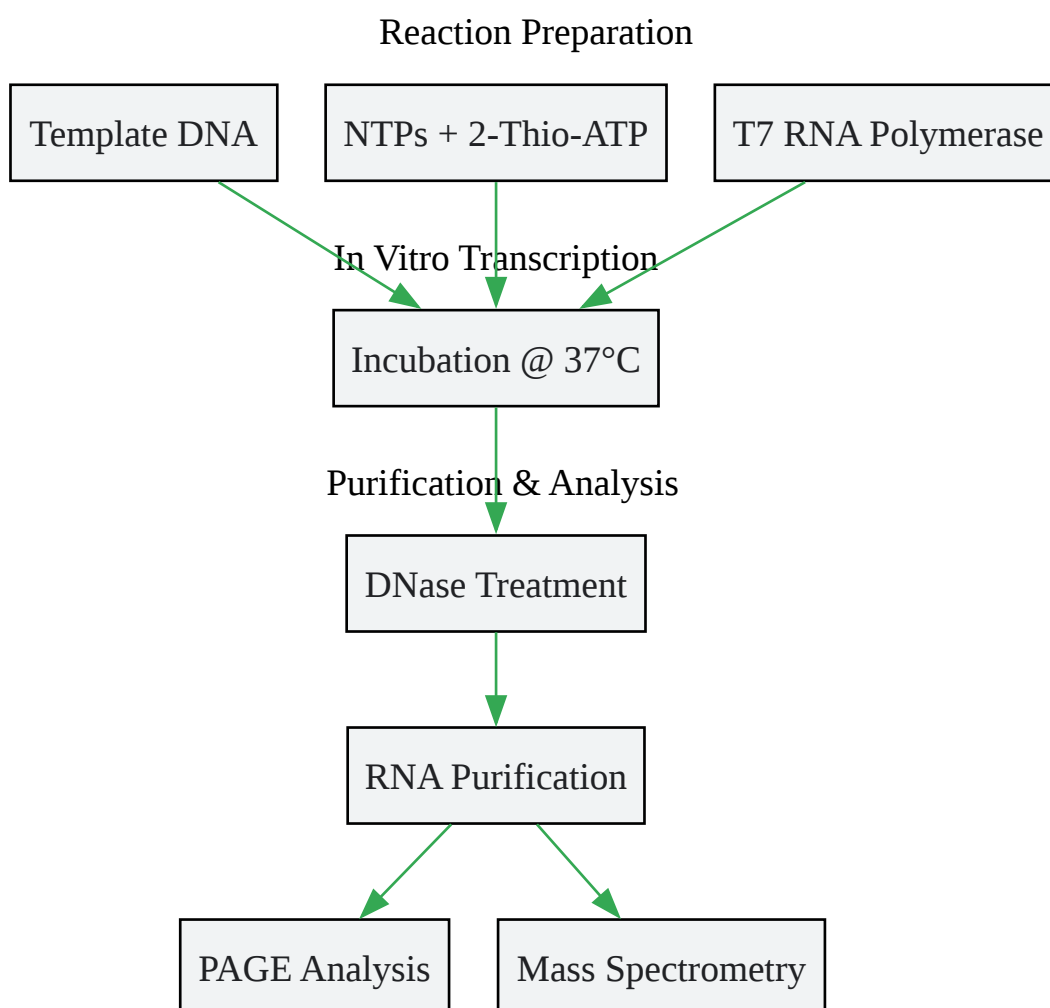 Reaction Preparation
Template DNA
NTPs + 2-Thio-ATP
T7 RNA Polymerase
In Vitro Transcription
Incubation @ 37°C
Purification & Analysis
DNase Treatment
RNA Purification
PAGE Analysis
Mass Spectrometry